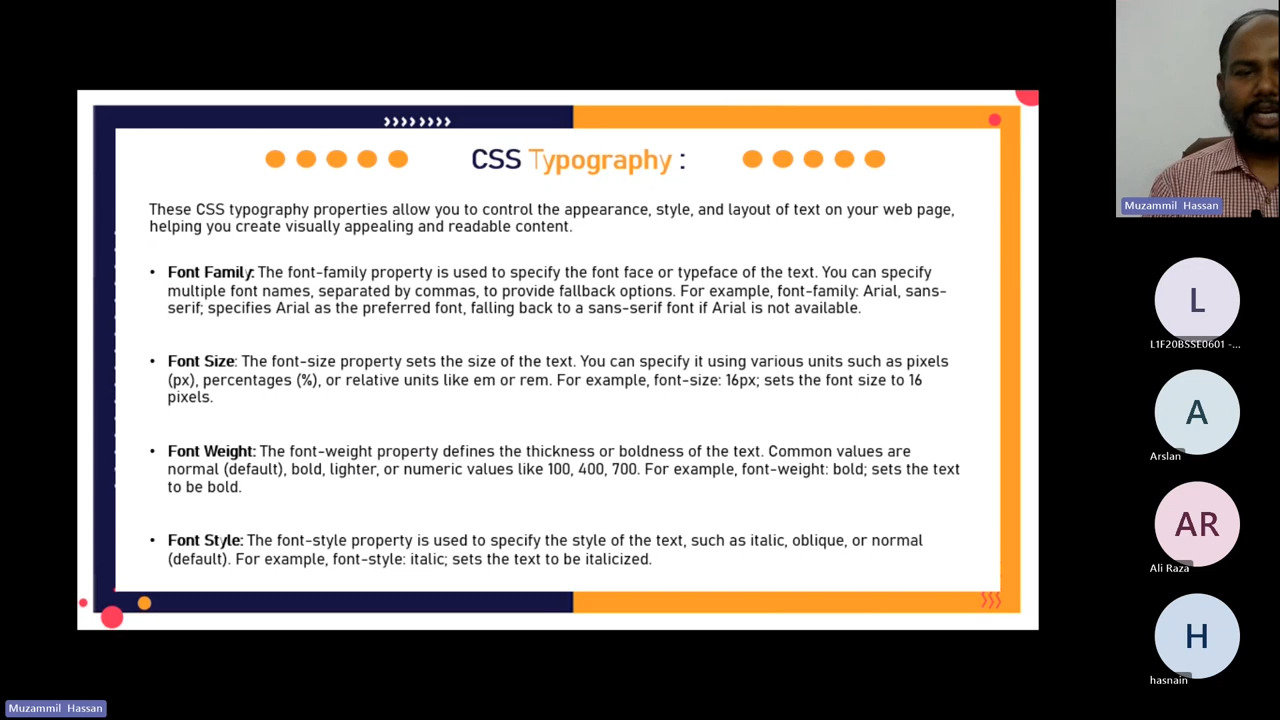 CSS Typography :
These CSS typography properties allow you to control the appearance, style, and layout of text on your web page,
helping you create visually appealing and readable content.
• Font Family: The font-family property is used to specify the font face or typeface of the text. You can specify
multiple font names, separated by commas, to provide fallback options. For example, font-family: Arial, sans-
serif; specifies Arial as the preferred font, falling back to a sans-serif font if Arial is not available.
• Font Size: The font-size property sets the size of the text. You can specify it using various units such as pixels
(px), percentages (%), or relative units like em or rem. For example, font-size: 16px; sets the font size to 16
pixels.
• Font Weight: The font-weight property defines the thickness or boldness of the text. Common values are
normal (default), bold, lighter, or numeric values like 100, 400, 700. For example, font-weight: bold; sets the text
to be bold.
• Font Style: The font-style property is used to specify the style of the text, such as italic, oblique, or normal
(default). For example, font-style: italic; sets the text to be italicized.
Muzammil Hassan
L
L1F20BSSE0601 -...
A
Arslan
AR
Ali Raza
H
hasnain
Muzammil Hassan